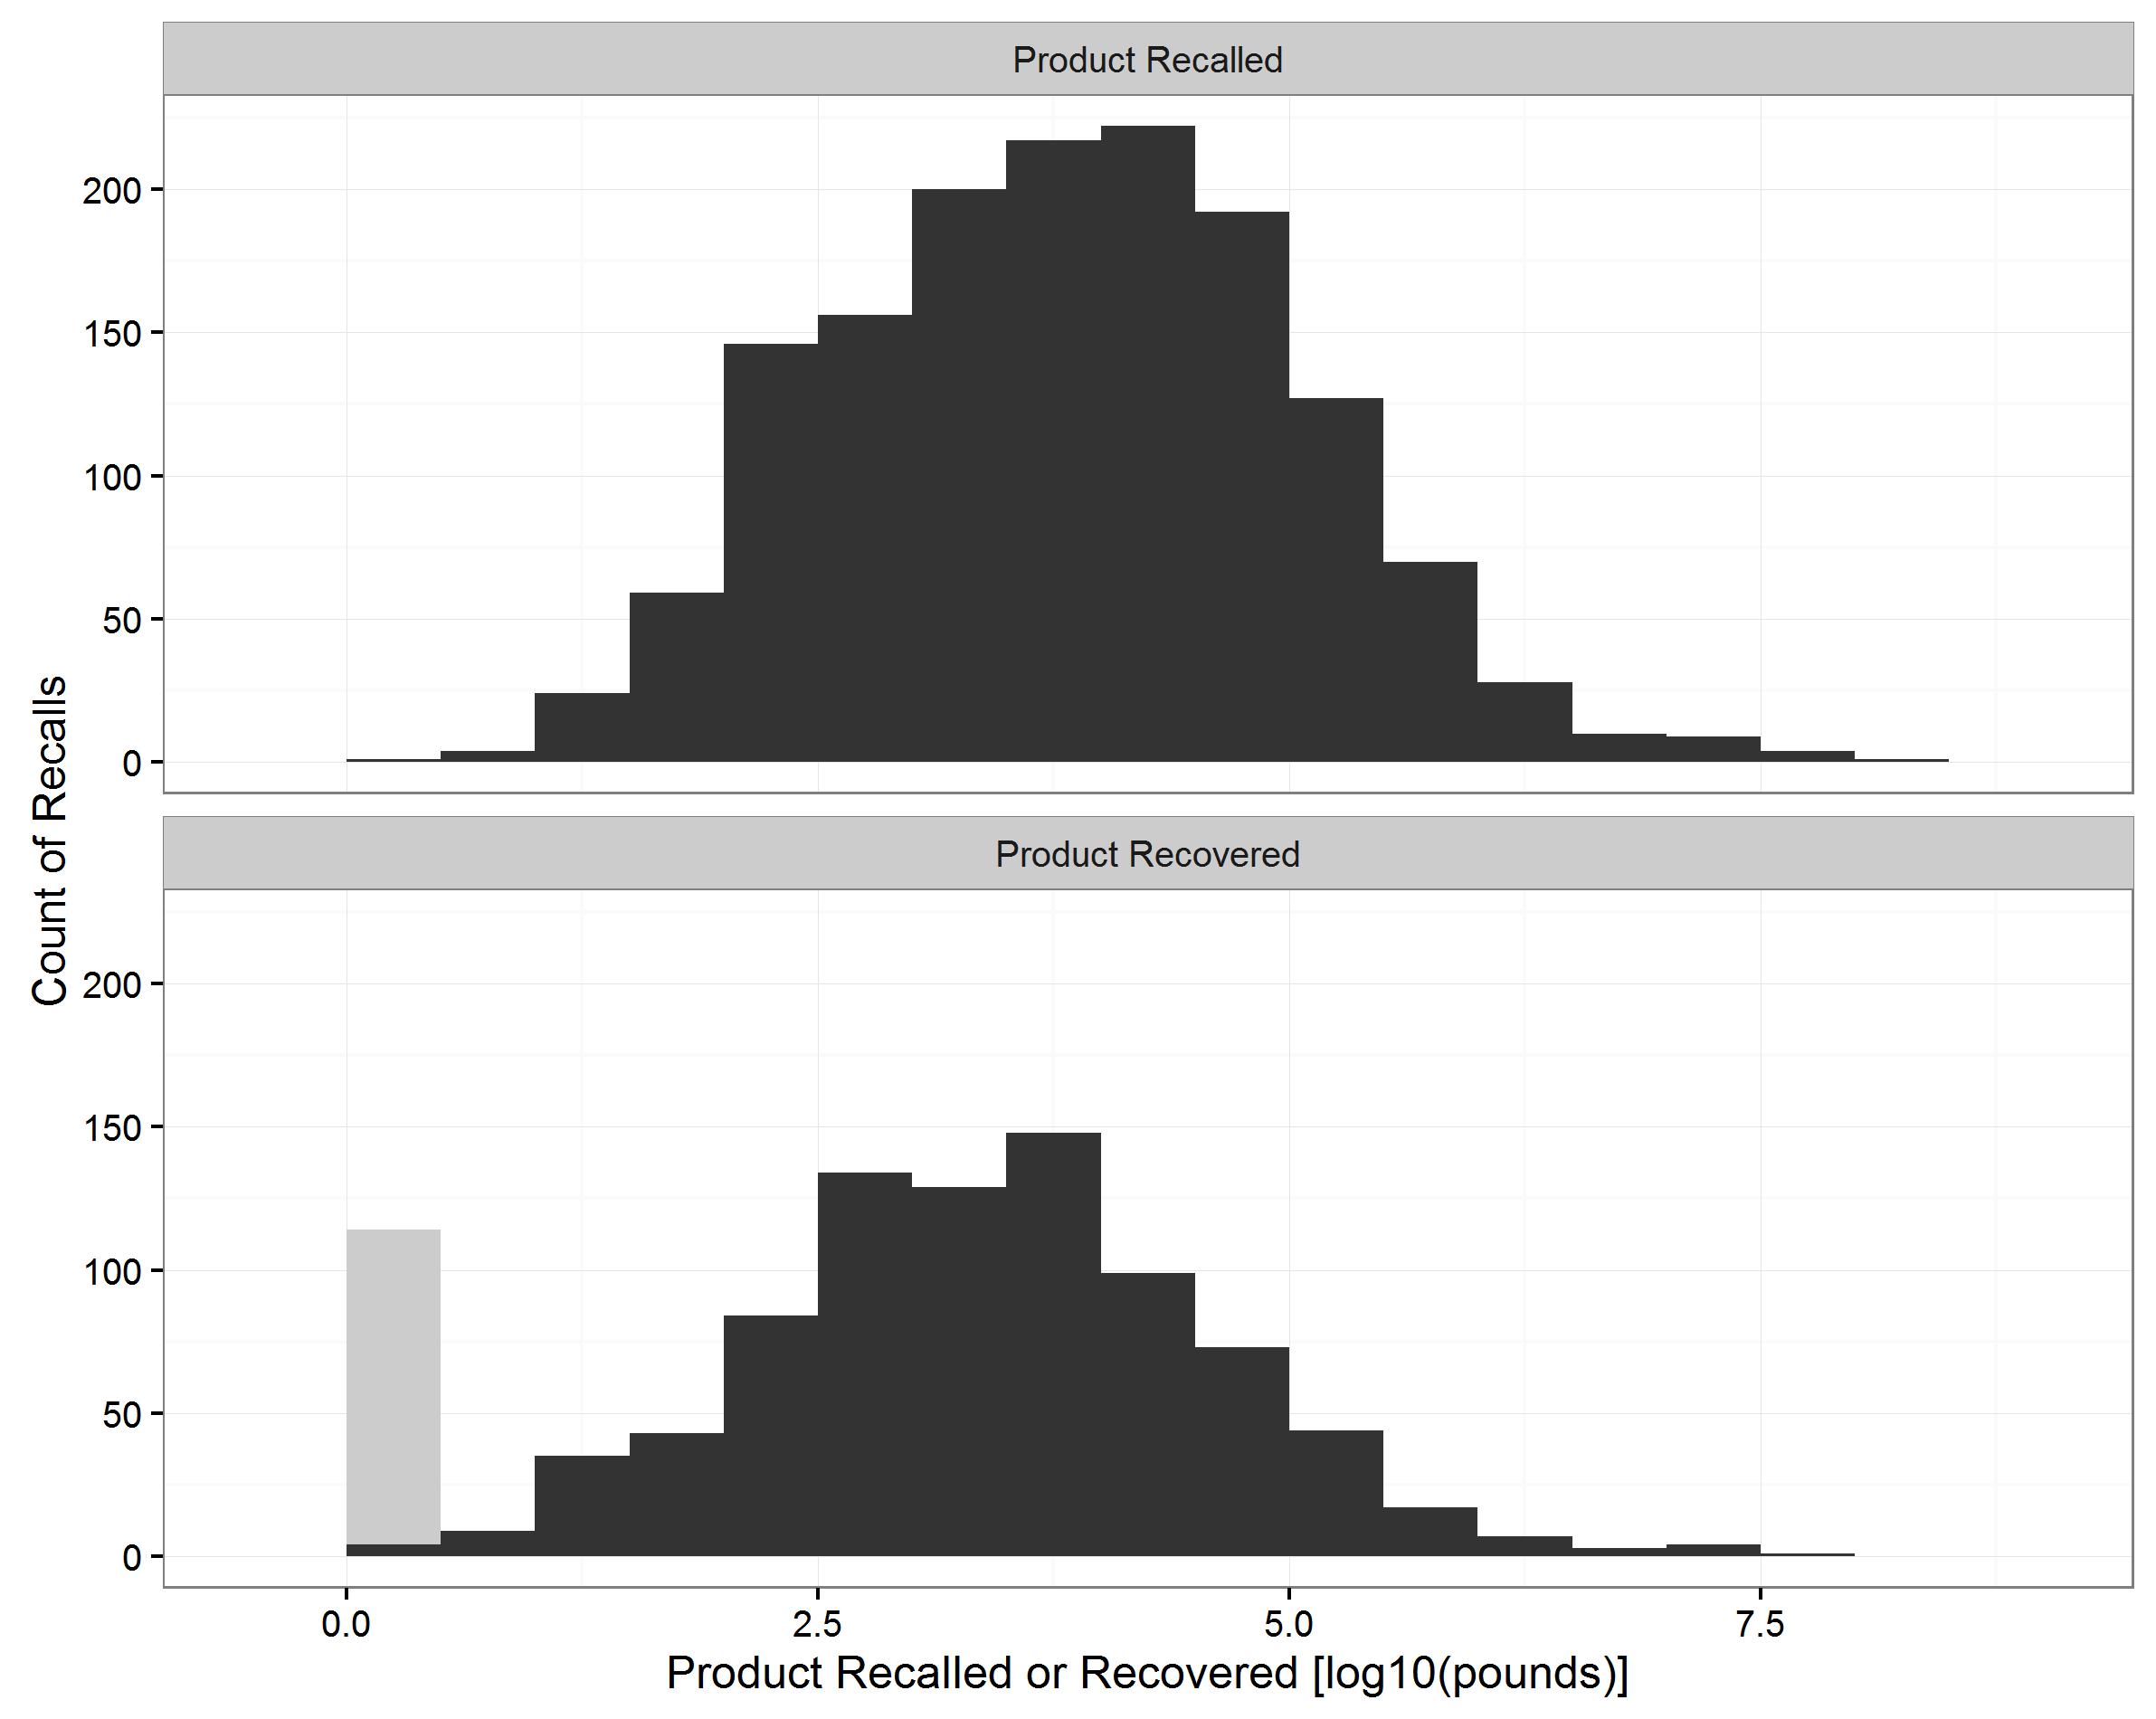 Product Recalled
200
150
100
50
0
Count of Recalls
Product Recovered
200
150
100
50
0
0.0 2.5 5.0 7.5
Product Recalled or Recovered [log10(pounds)]